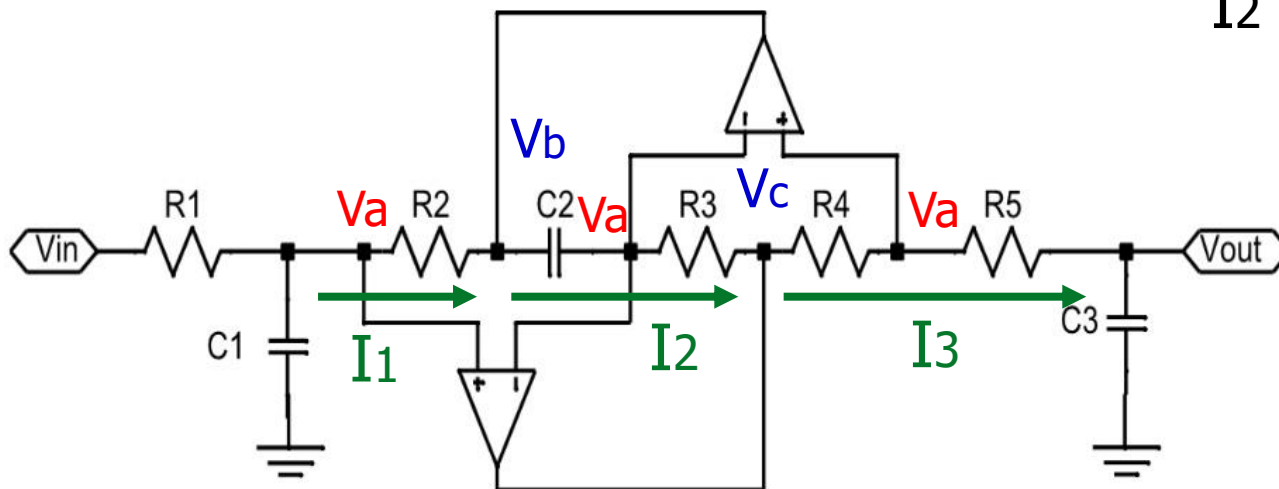 I2
Vb
Vc
R1
Va
R2
C2
Va
R3
R4
Va
R5
Vin
Vout
C1
I1
I2
I3
C3
- +
+ -